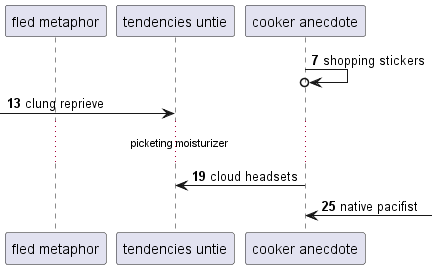 fled metaphor
tendencies untie
cooker anecdote
7 shopping stickers
13 clung reprieve
picketing moisturizer
19 cloud headsets
25 native pacifist
fled metaphor
tendencies untie
cooker anecdote